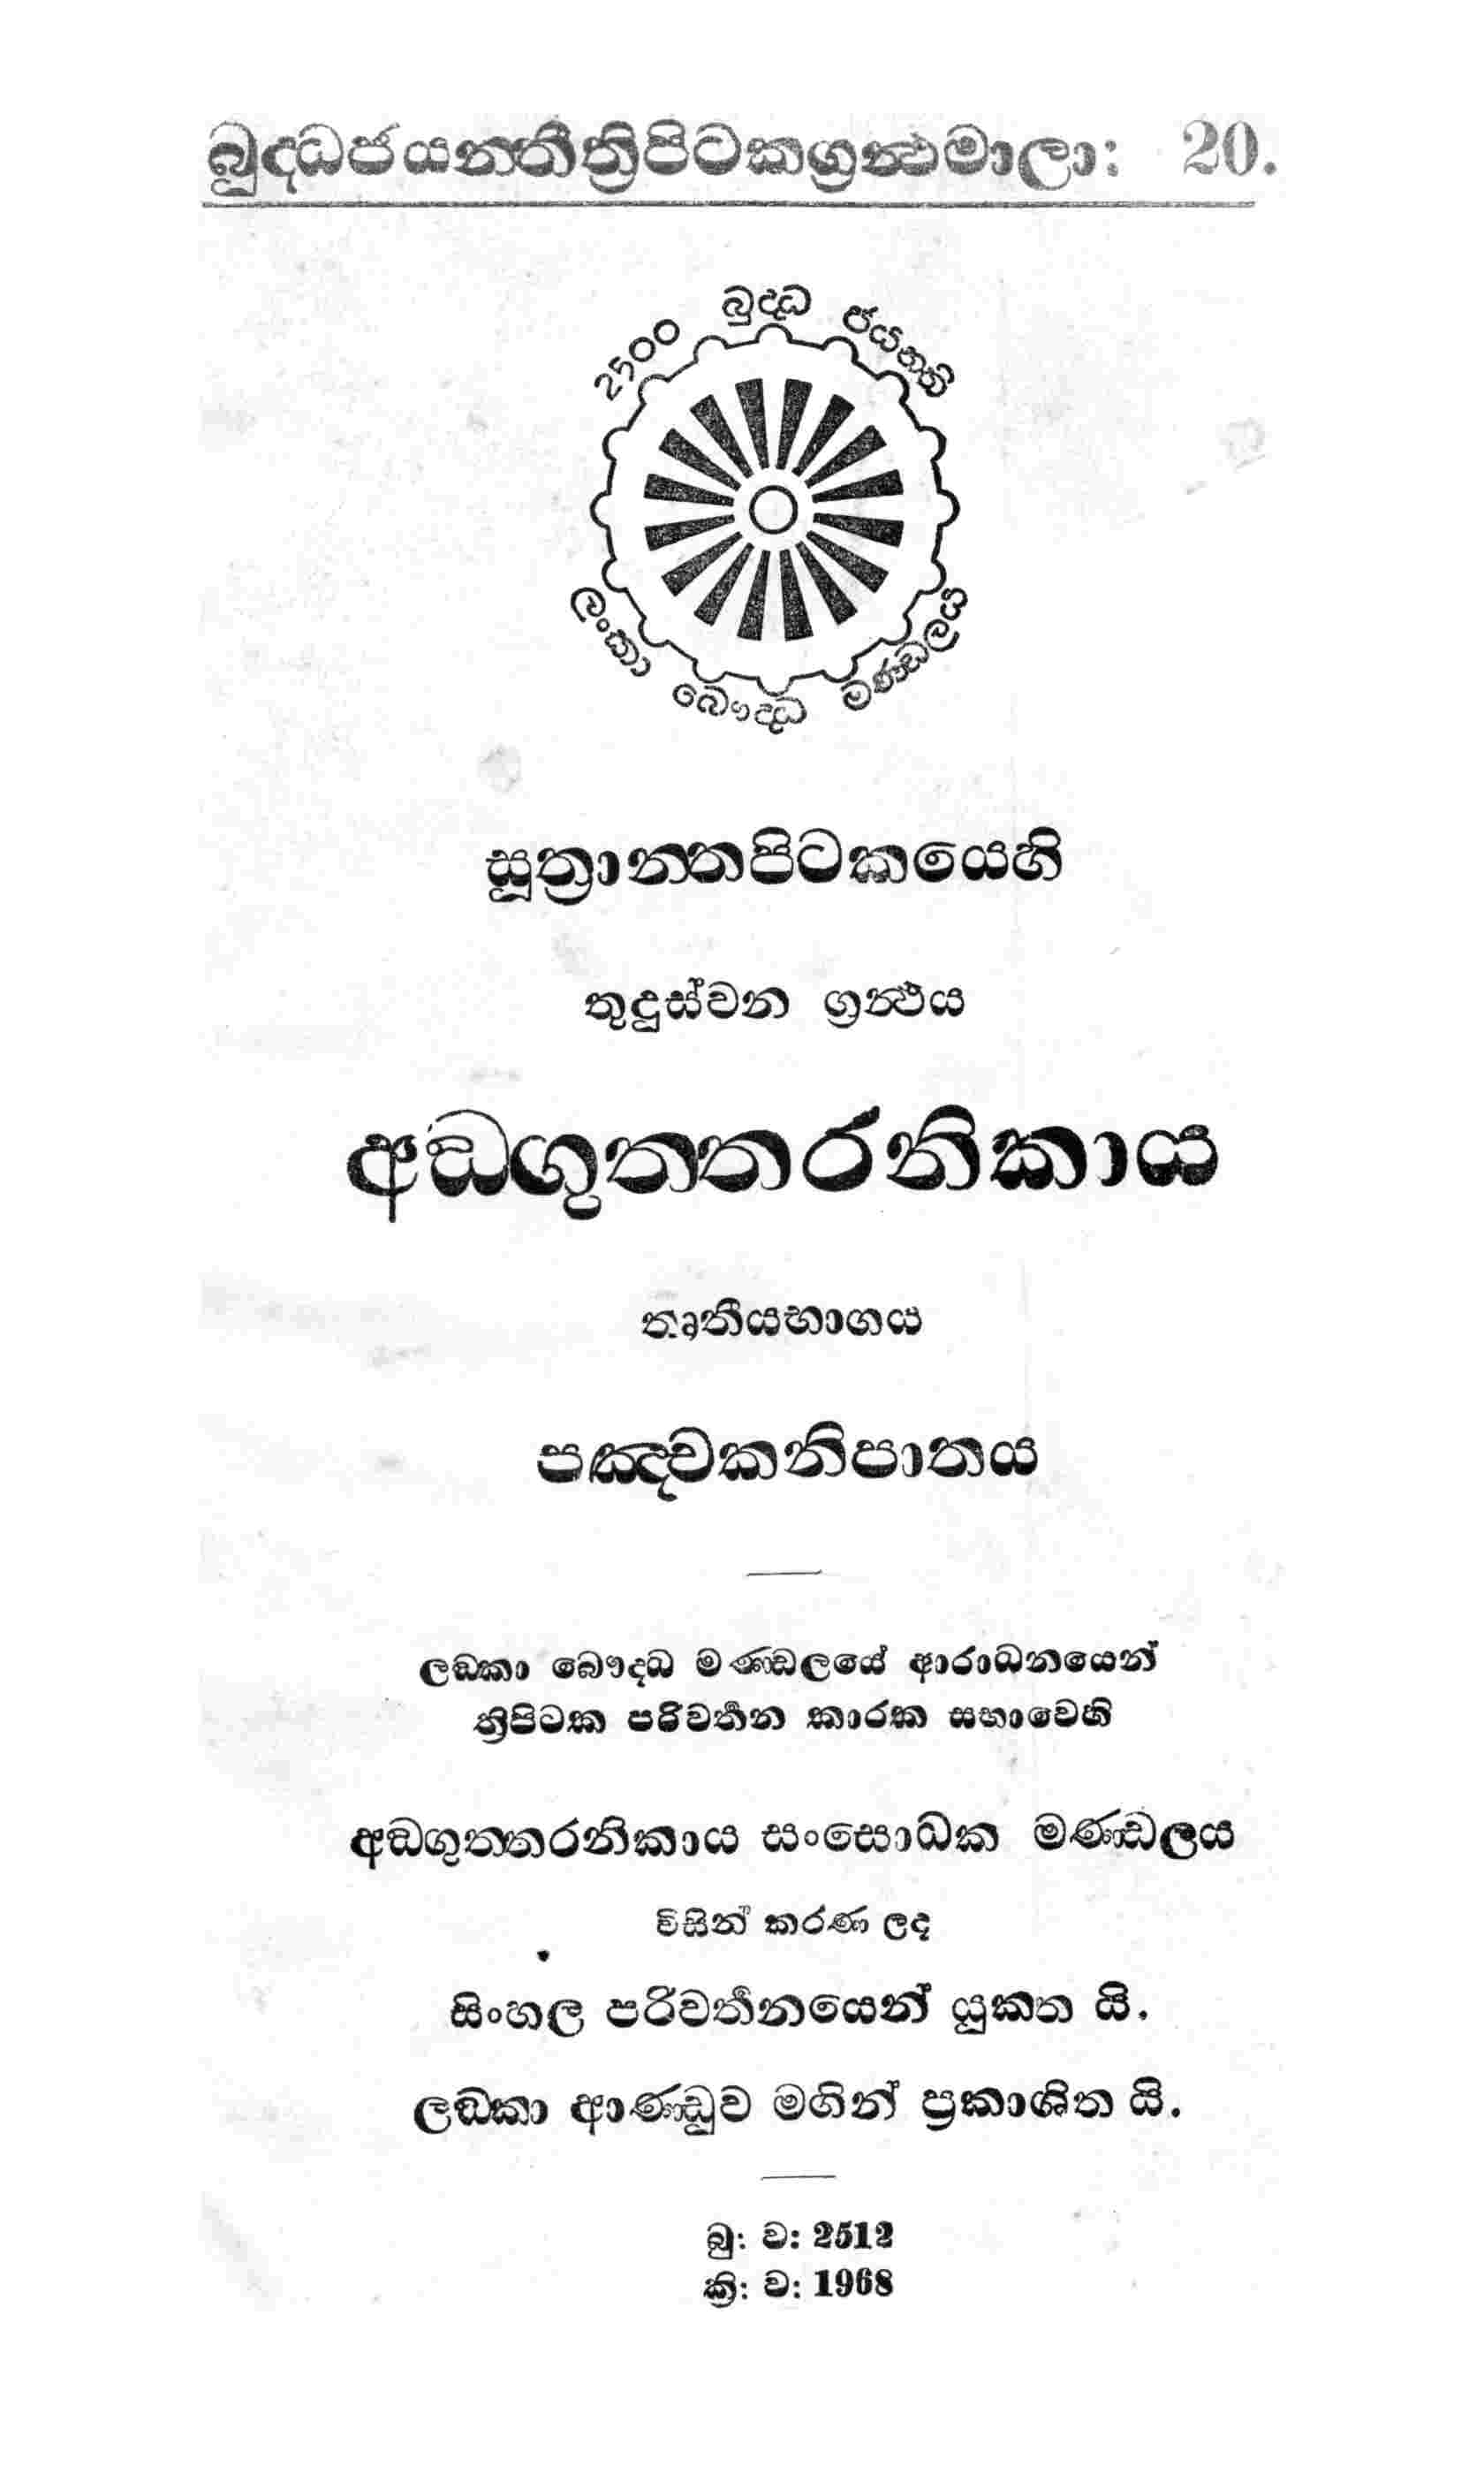 බුද්ධජයන්තීත්‍රිපිටකග්‍රන්ථමාලා: 20.
2500 බුද්ධ ජයන්ති
ලංකා බෞද්ධ මණ්ඩලය
සූත්‍රාන්තපිටකයෙහි
තුදුස්වන ග්‍රන්ථය
අඞ්ගුත්තරනිකාය
තෘතීයභාගය
පඤ්චකනිපාතය
ලඞ්කා බෞද්ධ මණ්ඩලයේ ආරාධනයෙන්
ත්‍රිපිටක පරිවර්තන කාරක සභාවෙහි
අඞ්ගුත්තරනිකාය සංසොධක මණ්ඩලය
විසින් කරණ ලද
සිංහල පරිවර්තනයෙන් යුක්ත යි.
ලඞ්කා ආණ්ඩුව මගින් ප්‍රකාශිත යි.
බු: ව: 2512
ක්‍රි: ව: 1968